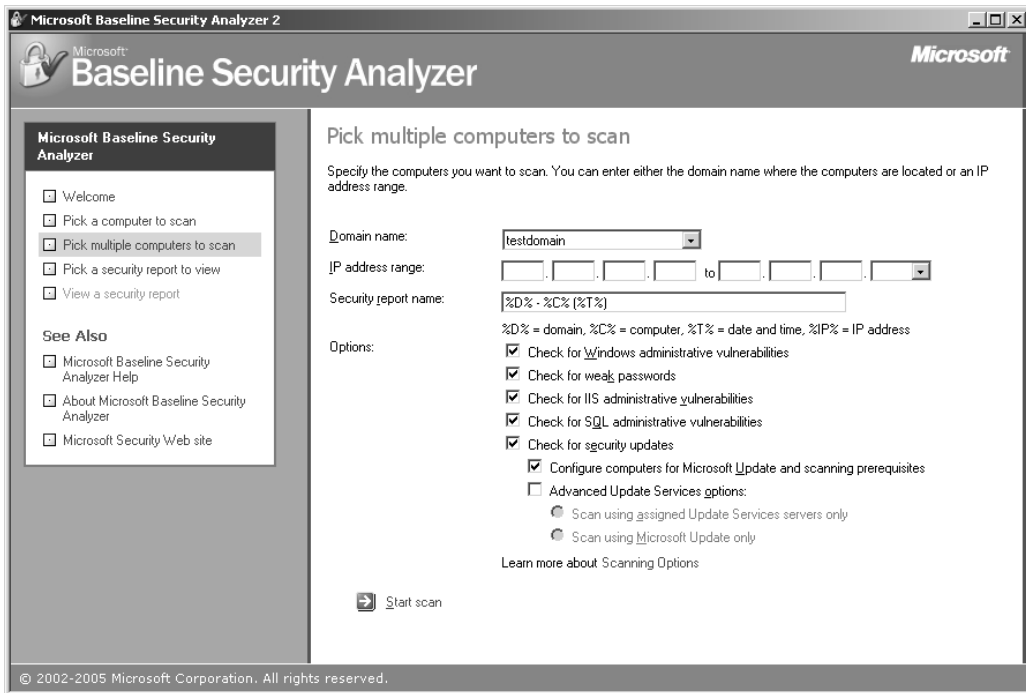 Microsoft Baseline Security Analyzer 2
Microsoft
Baseline Security Analyzer
Microsoft
Microsoft Baseline Security
Analyzer
Welcome
Pick a computer to scan
Pick multiple computers to scan
Pick a security report to view
View a security report
See Also
Microsoft Baseline Security
Analyzer Help
About Microsoft Baseline Security
Analyzer
Microsoft Security Web site
Pick multiple computers to scan
Specify the computers you want to scan. You can enter either the domain name where the computers are located or an IP
address range.
Domain name:
testdomain
IP address range:
. . . to . . .
Security report name:
%D% - %C% (%T%)
%D% = domain, %C% = computer, %T% = date and time, %IP% = IP address
Options:
Check for Windows administrative vulnerabilities
Check for weak passwords
Check for IIS administrative vulnerabilities
Check for SQL administrative vulnerabilities
Check for security updates
Configure computers for Microsoft Update and scanning prerequisites
Advanced Update Services options:
Scan using assigned Update Services servers only
Scan using Microsoft Update only
Learn more about Scanning Options
Start scan
© 2002-2005 Microsoft Corporation. All rights reserved.